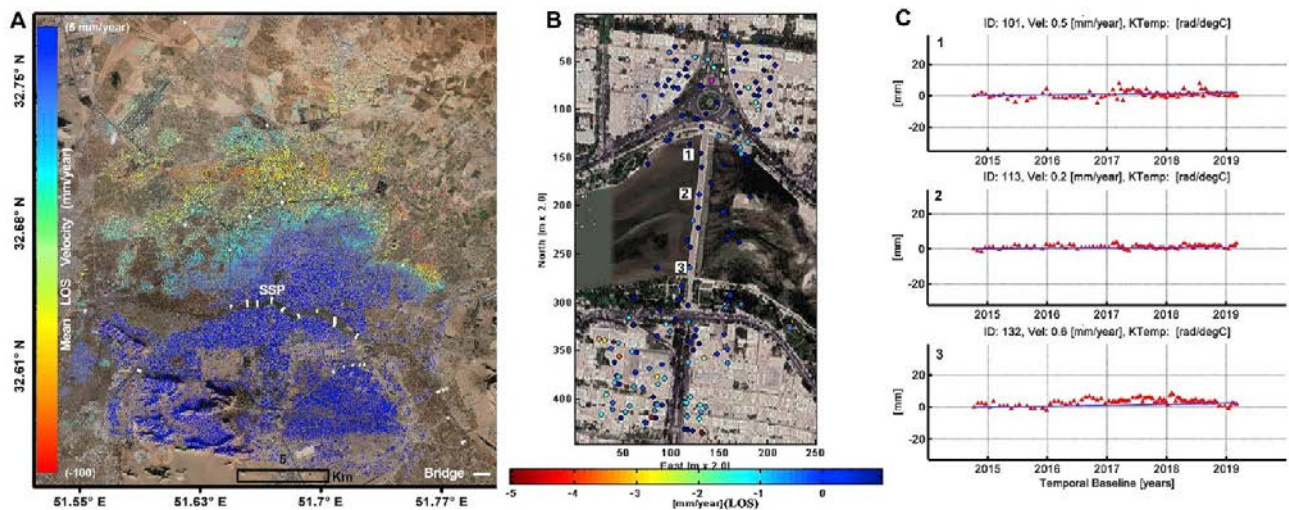 A
(5 mm/year)
32.75° N
32.68° N
32.61° N
Mean LOS Velocity (mm/year)
(-100)
SSP
5
Km
Bridge
51.55° E
51.63° E
51.7° E
51.77° E
B
50
100
150
200
250
300
350
400
North [m x 2.0]
1
2
3
0 50 100 150 200 250
East [m x 2.0]
-5 -4 -3 -2 -1 0
[mm/year](LOS)
C
ID: 101, Vel: 0.5 [mm/year], KTemp: [rad/degC]
1
20
0
-20
[mm]
2015 2016 2017 2018 2019
ID: 113, Vel: 0.2 [mm/year], KTemp: [rad/degC]
2
20
0
-20
[mm]
2015 2016 2017 2018 2019
ID: 132, Vel: 0.6 [mm/year], KTemp: [rad/degC]
3
20
0
-20
[mm]
2015 2016 2017 2018 2019
Temporal Baseline [years]